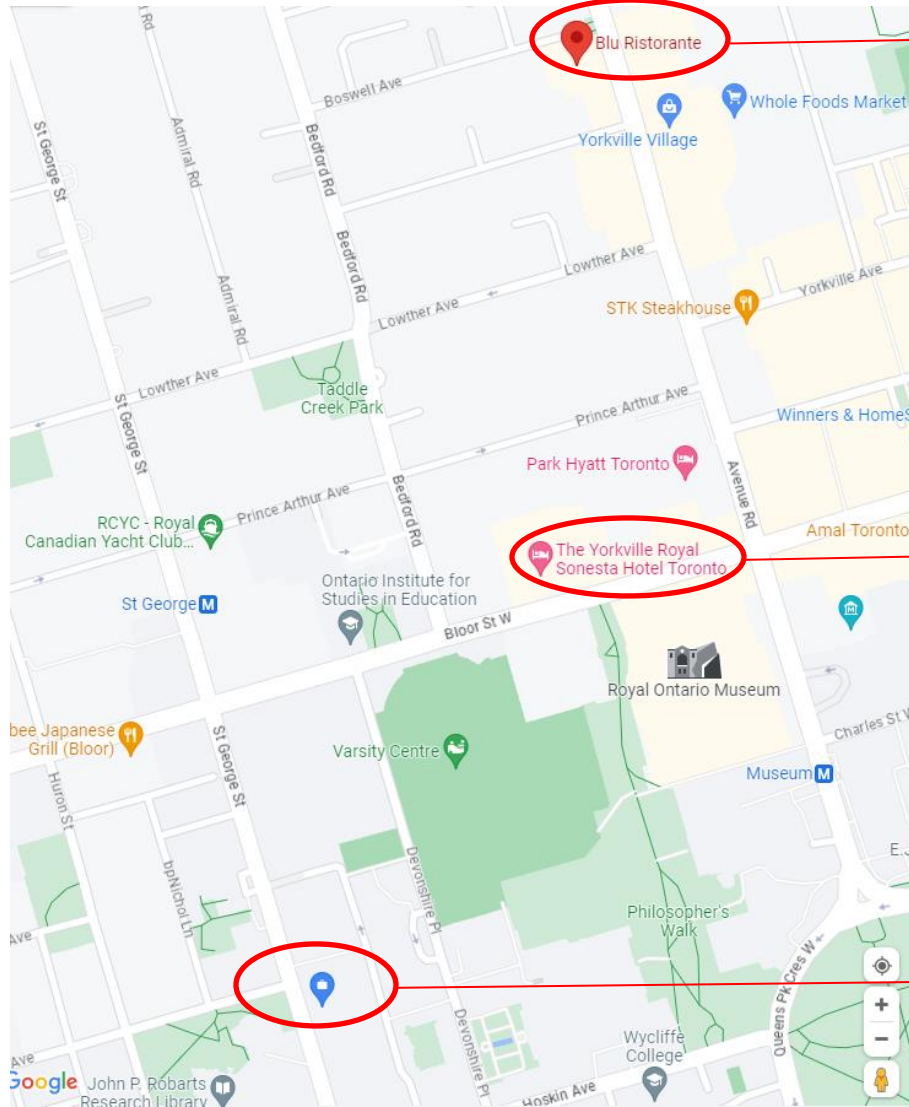 Rd
Blu Ristorante
Boswell Ave
Whole Foods Market
Yorkville Village
St George St
Admiral Rd
Bedford Rd
Bedford Rd
Lowther Ave
Yorkville Ave
Admiral Rd
STK Steakhouse
Lowther Ave
Lowther Ave
Taddle
Creek Park
Prince Arthur Ave
Winners & HomeS
St George St
Park Hyatt Toronto
Avenue Rd
Bedford Rd
Prince Arthur Ave
RCYC - Royal
Canadian Yacht Club...
Amal Toronto
The Yorkville Royal
Sonesta Hotel Toronto
Ontario Institute for
Studies in Education
St George M
Bloor St W
Royal Ontario Museum
bee Japanese
Grill (Bloor)
St George St
Varsity Centre
Charles St W
Museum M
Huron St
E.J
bpNichol Ln
Devonshire Pl
Philosopher's
Walk
Ave
Queens Pk Cres W
Devonshire Pl
Wycliffe
College
Ave
Google
John P. Robarts
Research Library
Hoskin Ave